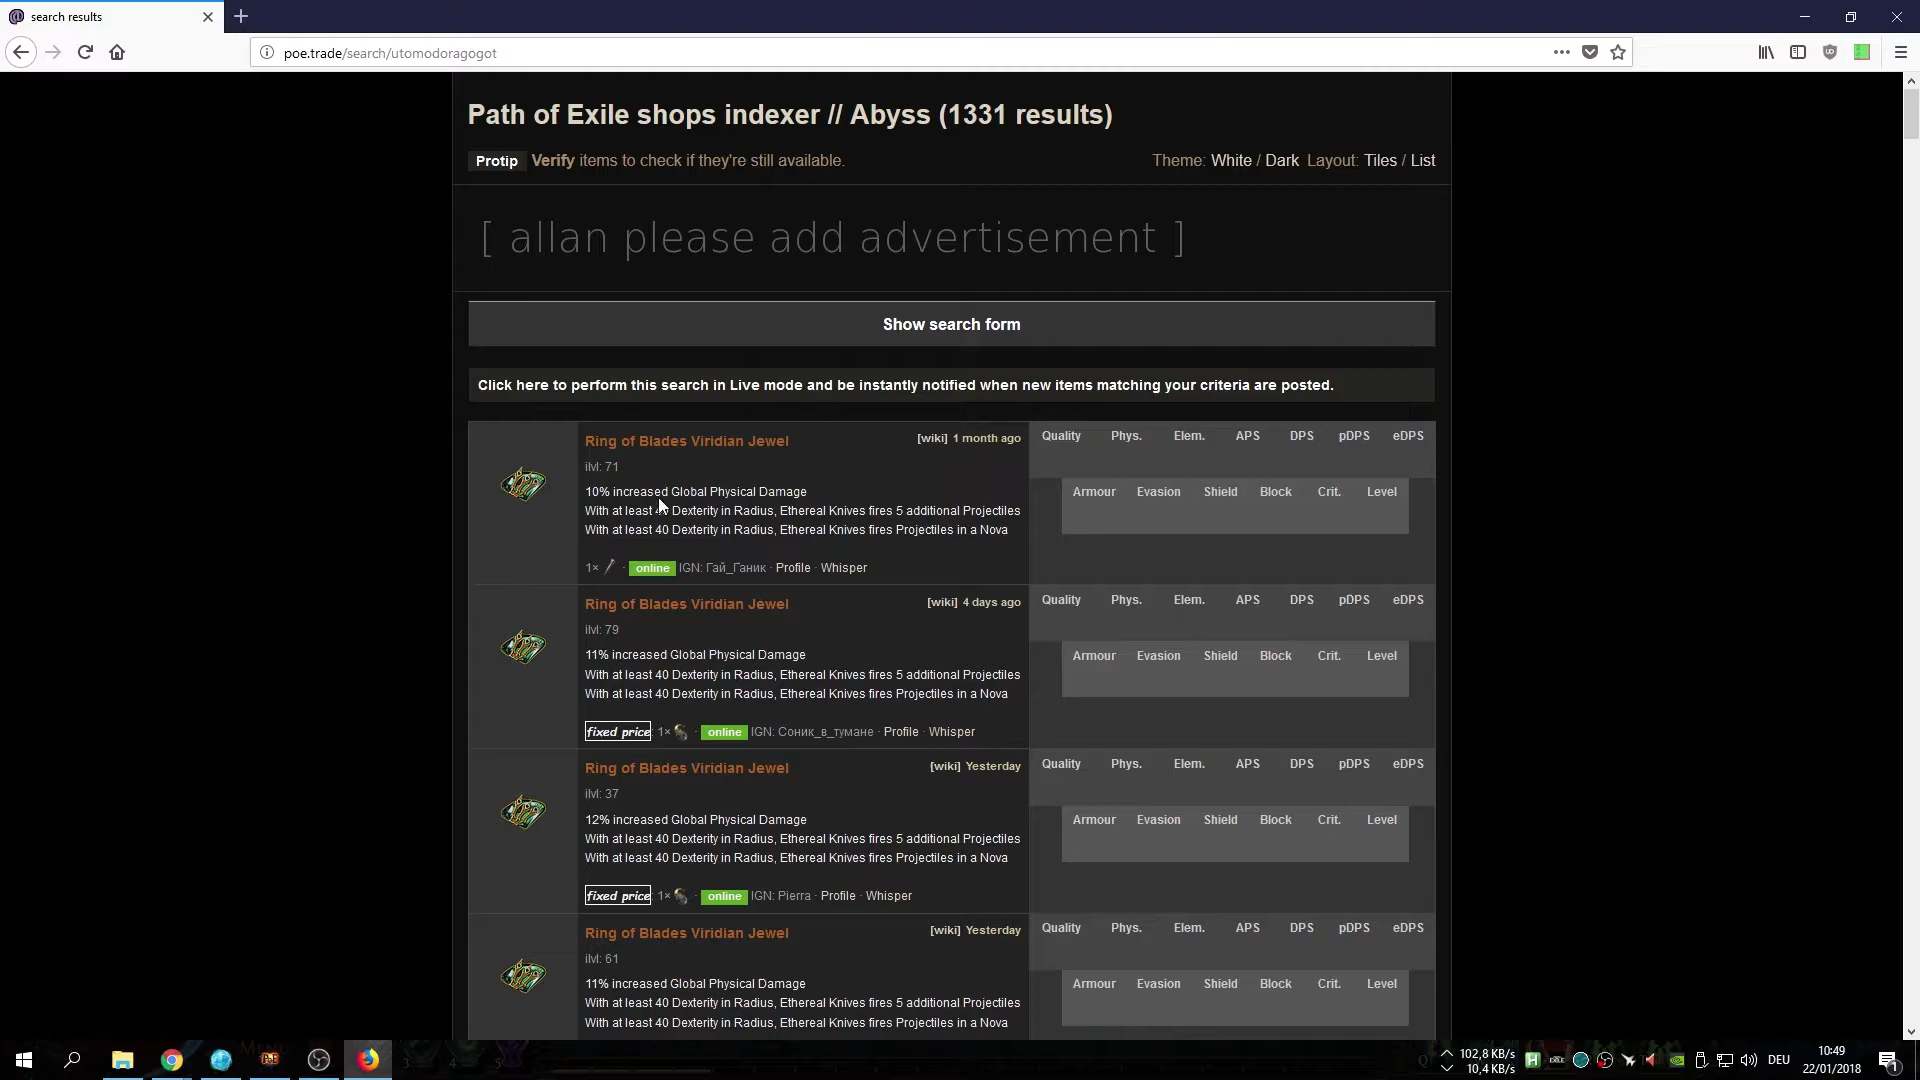 search results
poe.trade/search/utomodoragogot
Path of Exile shops indexer // Abyss (1331 results)
Protip Verify items to check if they're still available.
Theme: White / Dark Layout: Tiles / List
[ allan please add advertisement ]
Show search form
Click here to perform this search in Live mode and be instantly notified when new items matching your criteria are posted.
Ring of Blades Viridian Jewel [wiki] 1 month ago
ilvl: 71
10% increased Global Physical Damage
With at least 40 Dexterity in Radius, Ethereal Knives fires 5 additional Projectiles
With at least 40 Dexterity in Radius, Ethereal Knives fires Projectiles in a Nova
1× · online IGN: Гай_Ганик · Profile · Whisper
Quality Phys. Elem. APS DPS pDPS eDPS
Armour Evasion Shield Block Crit. Level
Ring of Blades Viridian Jewel [wiki] 4 days ago
ilvl: 79
11% increased Global Physical Damage
With at least 40 Dexterity in Radius, Ethereal Knives fires 5 additional Projectiles
With at least 40 Dexterity in Radius, Ethereal Knives fires Projectiles in a Nova
fixed price 1× · online IGN: Соник_в_тумане · Profile · Whisper
Quality Phys. Elem. APS DPS pDPS eDPS
Armour Evasion Shield Block Crit. Level
Ring of Blades Viridian Jewel [wiki] Yesterday
ilvl: 37
12% increased Global Physical Damage
With at least 40 Dexterity in Radius, Ethereal Knives fires 5 additional Projectiles
With at least 40 Dexterity in Radius, Ethereal Knives fires Projectiles in a Nova
fixed price 1× · online IGN: Pierra · Profile · Whisper
Quality Phys. Elem. APS DPS pDPS eDPS
Armour Evasion Shield Block Crit. Level
Ring of Blades Viridian Jewel [wiki] Yesterday
ilvl: 61
11% increased Global Physical Damage
With at least 40 Dexterity in Radius, Ethereal Knives fires 5 additional Projectiles
With at least 40 Dexterity in Radius, Ethereal Knives fires Projectiles in a Nova
Quality Phys. Elem. APS DPS pDPS eDPS
Armour Evasion Shield Block Crit. Level
102,8 KB/s
10,4 KB/s
DEU
10:49
22/01/2018